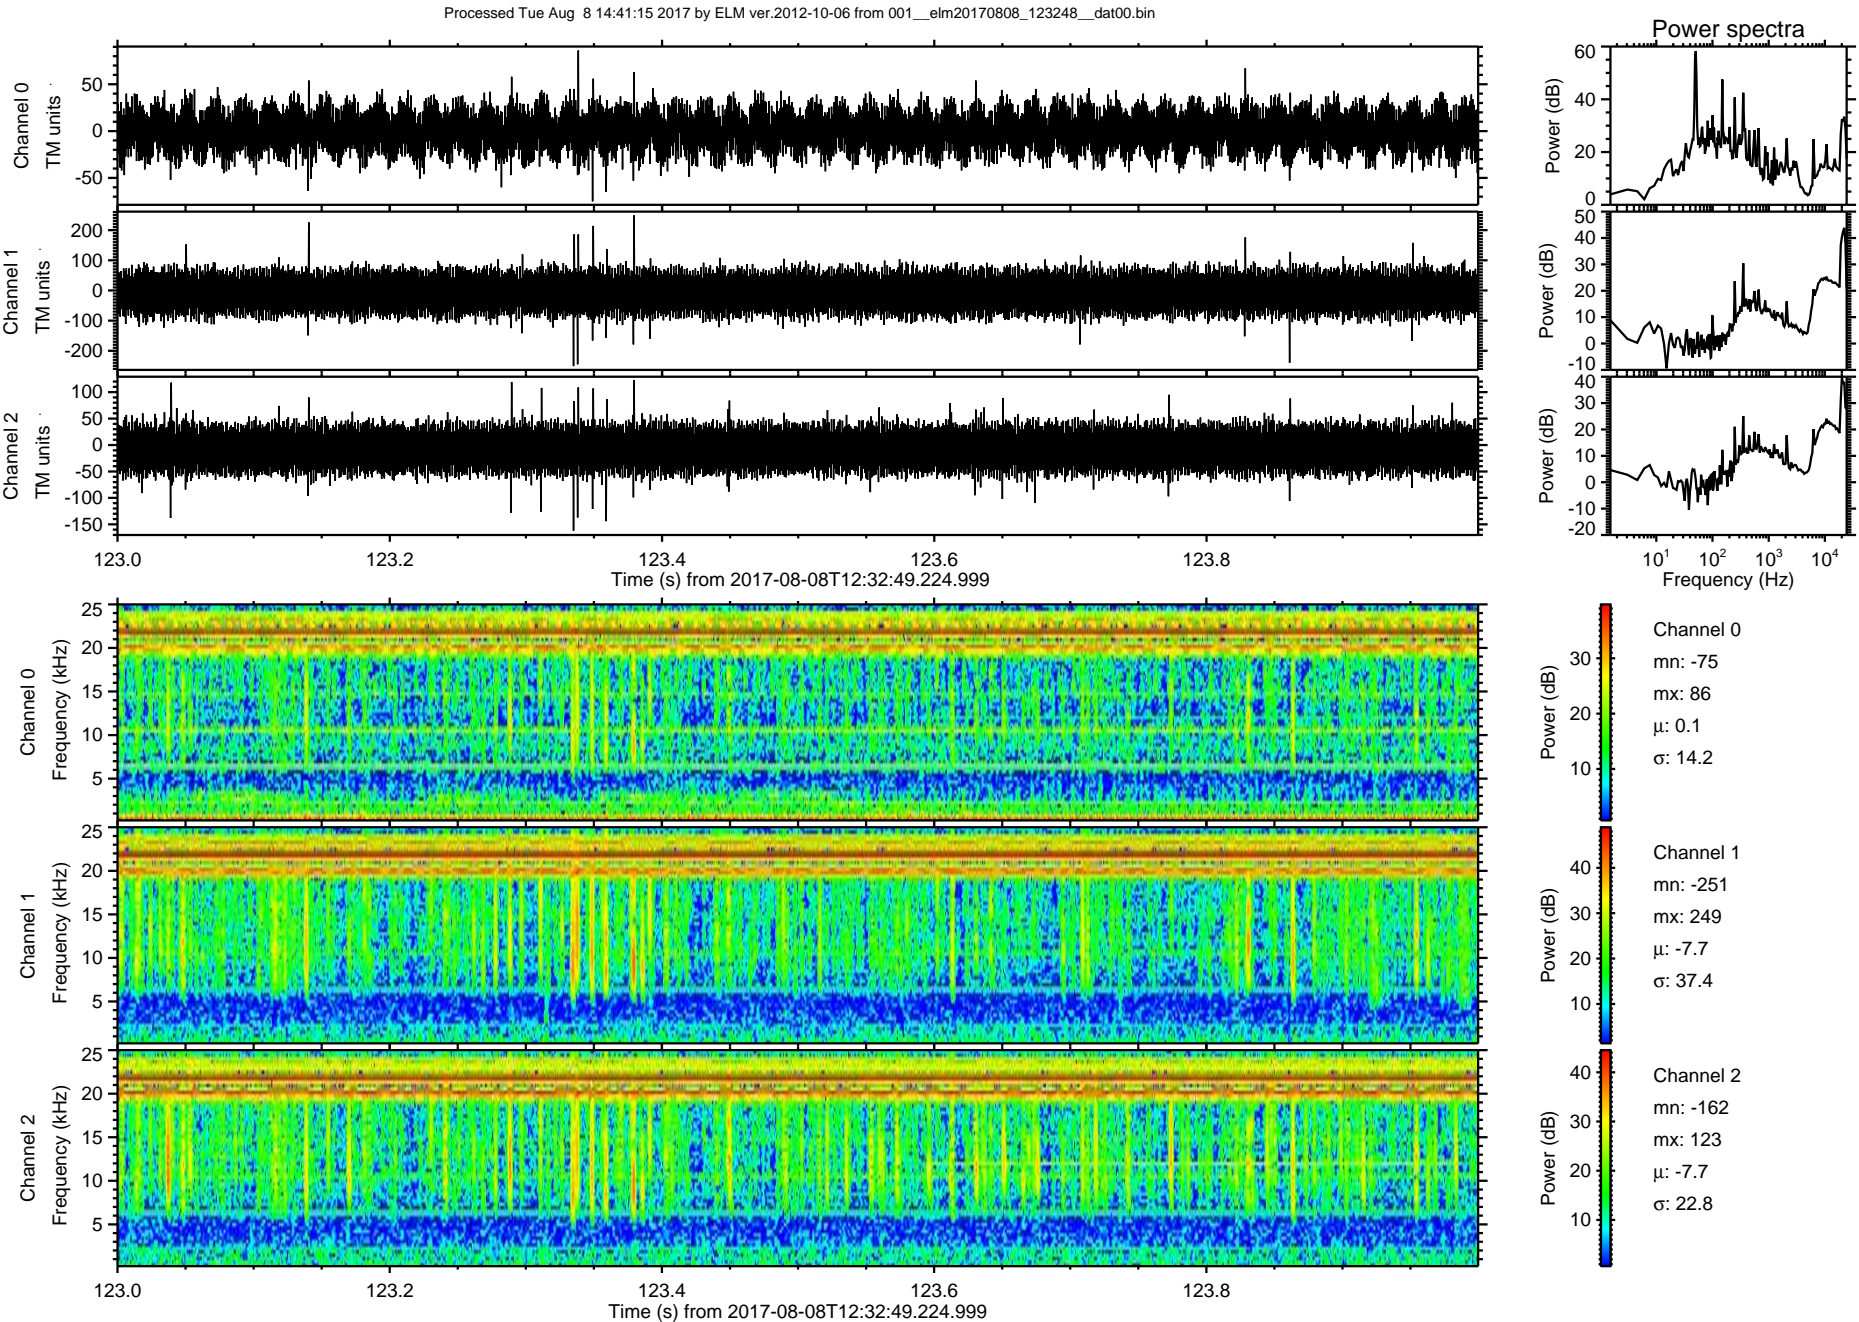 Processed Tue Aug 8 14:41:15 2017 by ELM ver.2012-10-06 from 001__elm20170808_123248__dat00.bin
Power spectra
Channel 0
TM units
50
0
-50
Power (dB)
60
40
20
0
Channel 1
TM units
200
100
0
-100
-200
Power (dB)
50
40
30
20
10
0
-10
Channel 2
TM units
100
50
0
-50
-100
-150
Power (dB)
40
30
20
10
0
-10
-20
123.0 123.2 123.4 123.6 123.8
Time (s) from 2017-08-08T12:32:49.224.999
10^1 10^2 10^3 10^4
Frequency (Hz)
Channel 0
Frequency (kHz)
25
20
15
10
5
Power (dB)
30
20
10
Channel 0
mn: -75
mx: 86
μ: 0.1
σ: 14.2
Channel 1
Frequency (kHz)
25
20
15
10
5
Power (dB)
40
30
20
10
Channel 1
mn: -251
mx: 249
μ: -7.7
σ: 37.4
Channel 2
Frequency (kHz)
25
20
15
10
5
Power (dB)
40
30
20
10
Channel 2
mn: -162
mx: 123
μ: -7.7
σ: 22.8
123.0 123.2 123.4 123.6 123.8
Time (s) from 2017-08-08T12:32:49.224.999